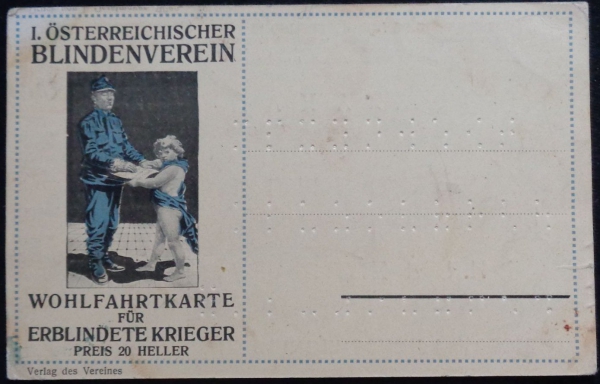 I. ÖSTERREICHISCHER
BLINDENVEREIN
WOHLFAHRTKARTE
FÜR
ERBLINDETE KRIEGER
PREIS 20 HELLER
Verlag des Vereines